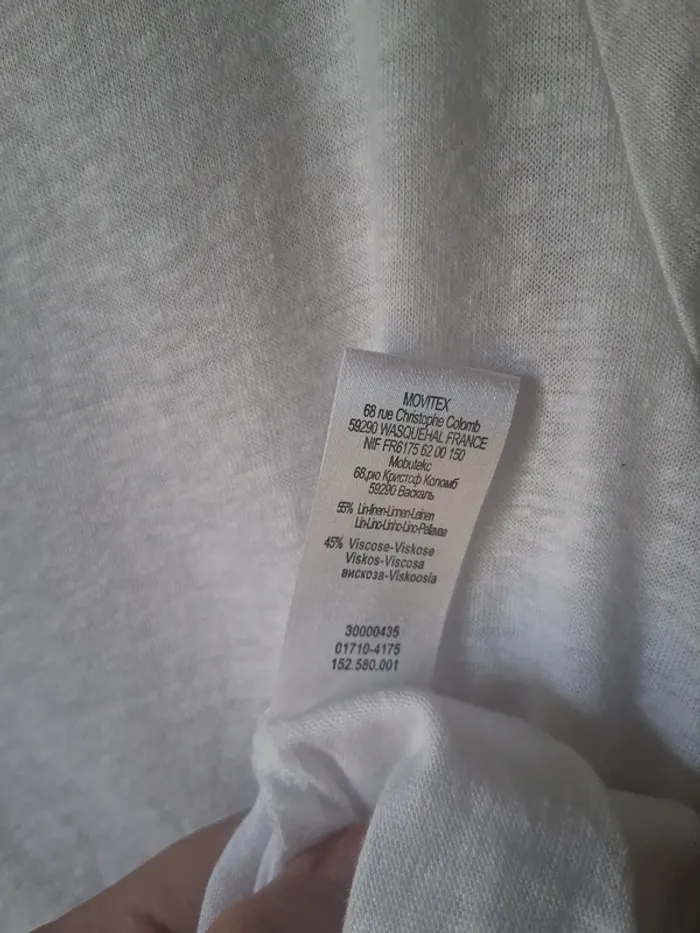 MOVITEX
68 rue Christophe Colomb
59290 WASQUEHAL FRANCE
NIF FR6175 62 00 150
Мовитекс
68,рю Кристоф Коломб
59290 Васкаль
55% Lin-linen-Linnen-Leinen
Lin-Lino-Linho-Lino-Pellavaa
45% Viscose-Viskose
Viskos-Viscosa
вискоза-Viskoosia
30000435
01710-4175
152.580.001